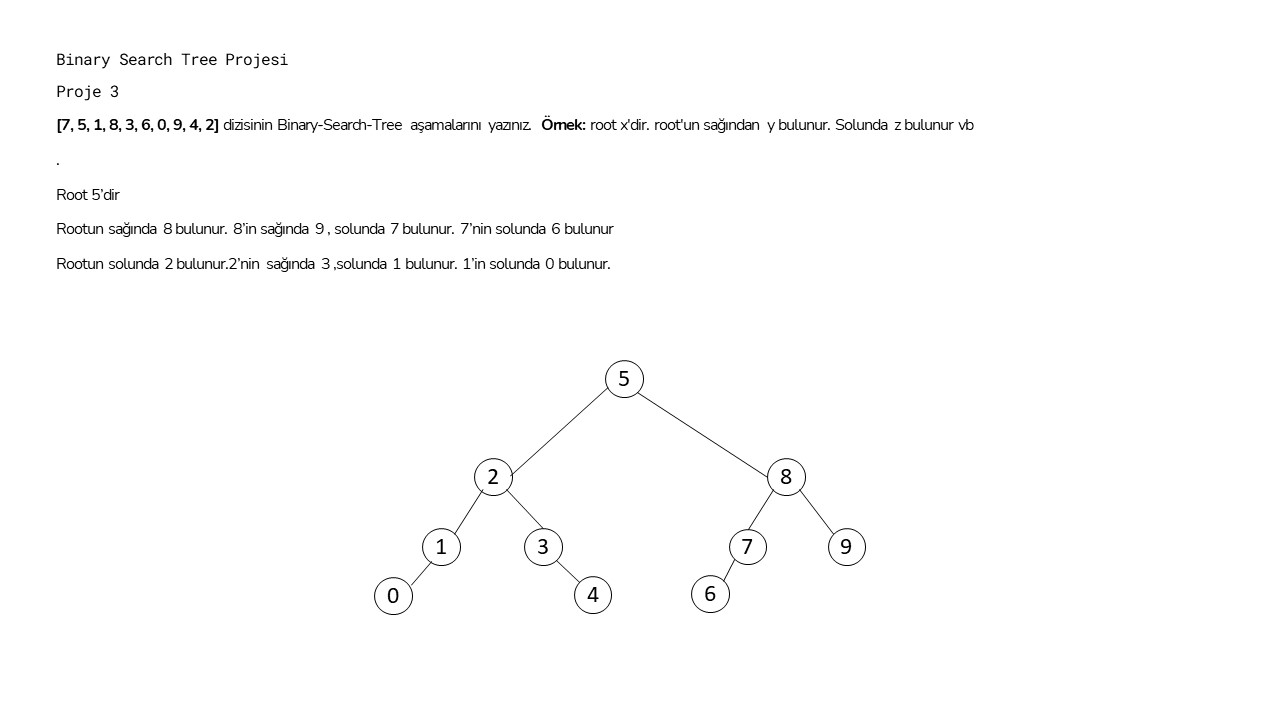 Binary Search Tree Projesi
Proje 3
[7, 5, 1, 8, 3, 6, 0, 9, 4, 2] dizisinin Binary-Search-Tree aşamalarını yazınız. Örnek: root x'dir. root'un sağından y bulunur. Solunda z bulunur vb
.
Root 5’dir
Rootun sağında 8 bulunur. 8’in sağında 9 , solunda 7 bulunur. 7’nin solunda 6 bulunur
Rootun solunda 2 bulunur.2’nin sağında 3 ,solunda 1 bulunur. 1’in solunda 0 bulunur.
5
2 8
1 3 7 9
0 4 6